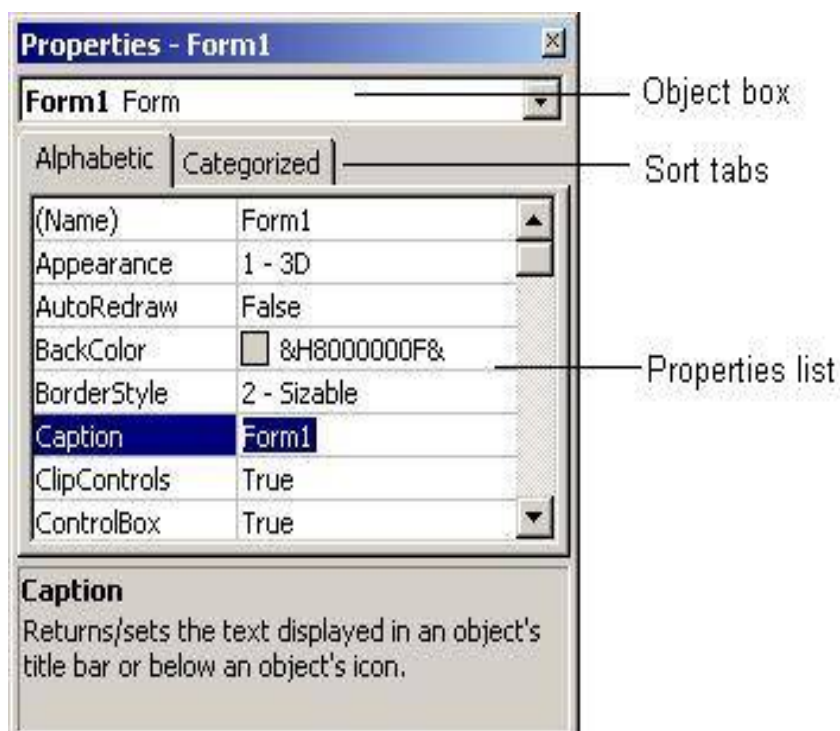 Properties - Form1
Form1 Form
Object box
Alphabetic Categorized
Sort tabs
(Name) Form1
Appearance 1 - 3D
AutoRedraw False
BackColor &H8000000F&
Properties list
BorderStyle 2 - Sizable
Caption Form1
ClipControls True
ControlBox True
Caption
Returns/sets the text displayed in an object's
title bar or below an object's icon.